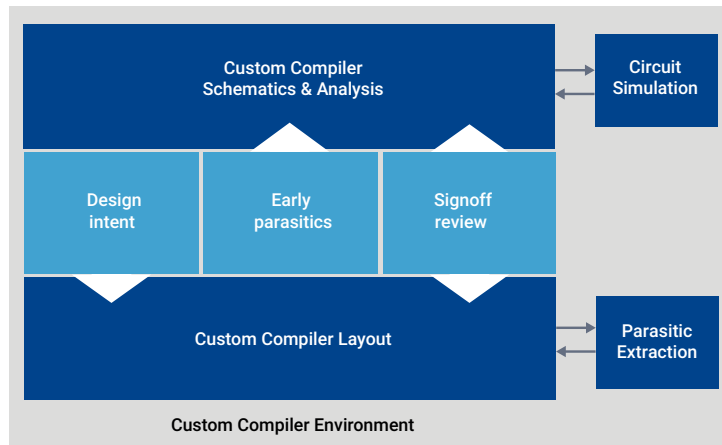 Custom Compiler
Schematics & Analysis
Circuit
Simulation
Design
intent
Early
parasitics
Signoff
review
Custom Compiler Layout
Parasitic
Extraction
Custom Compiler Environment